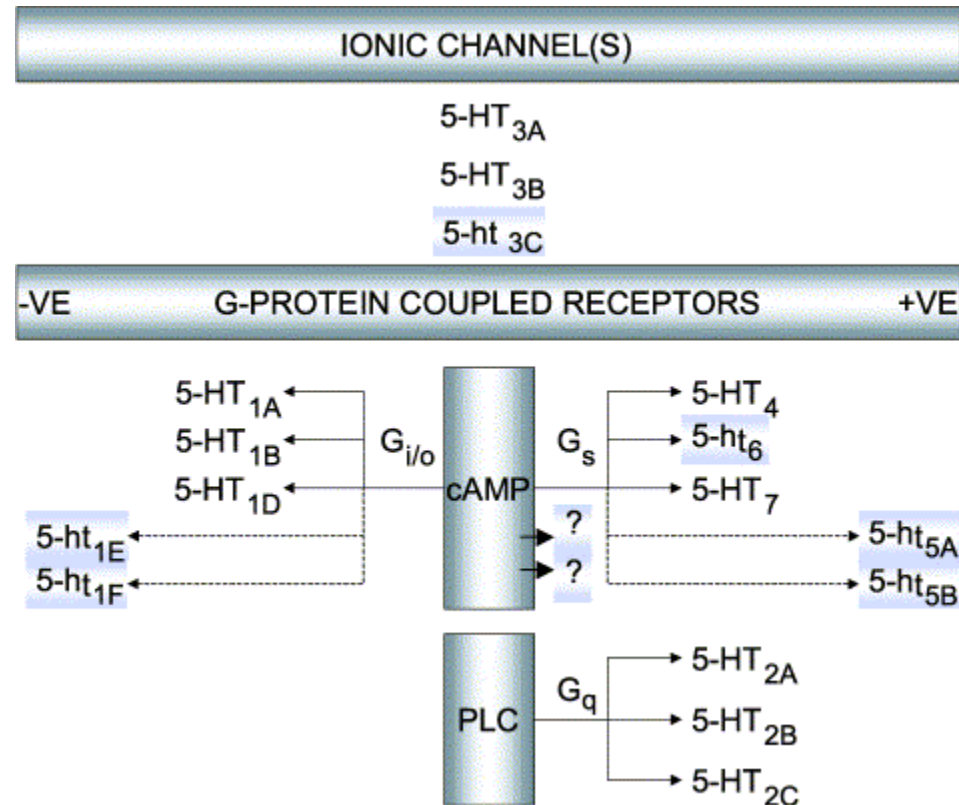 IONIC CHANNEL(S)
5-HT3A
5-HT3B
5-ht 3C
-VE G-PROTEIN COUPLED RECEPTORS +VE
5-HT1A 5-HT4
5-HT1B Gi/o Gs 5-ht6
5-HT1D cAMP 5-HT7
5-ht1E ? 5-ht5A
5-ht1F ? 5-ht5B
5-HT2A
Gq
PLC 5-HT2B
5-HT2C